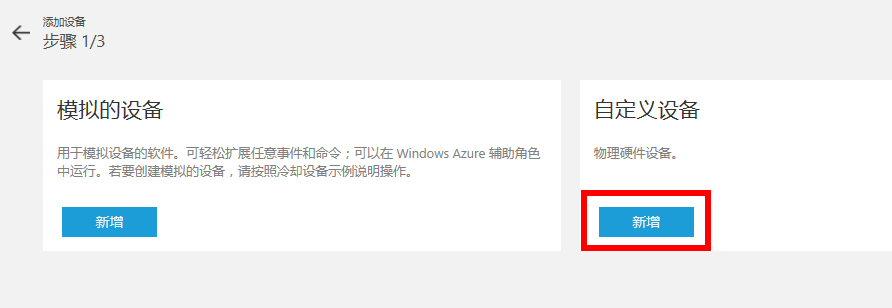 添加设备
步骤 1/3
模拟的设备
用于模拟设备的软件。可轻松扩展任意事件和命令；可以在 Windows Azure 辅助角色
中运行。若要创建模拟的设备，请按照冷却设备示例说明操作。
新增
自定义设备
物理硬件设备。
新增